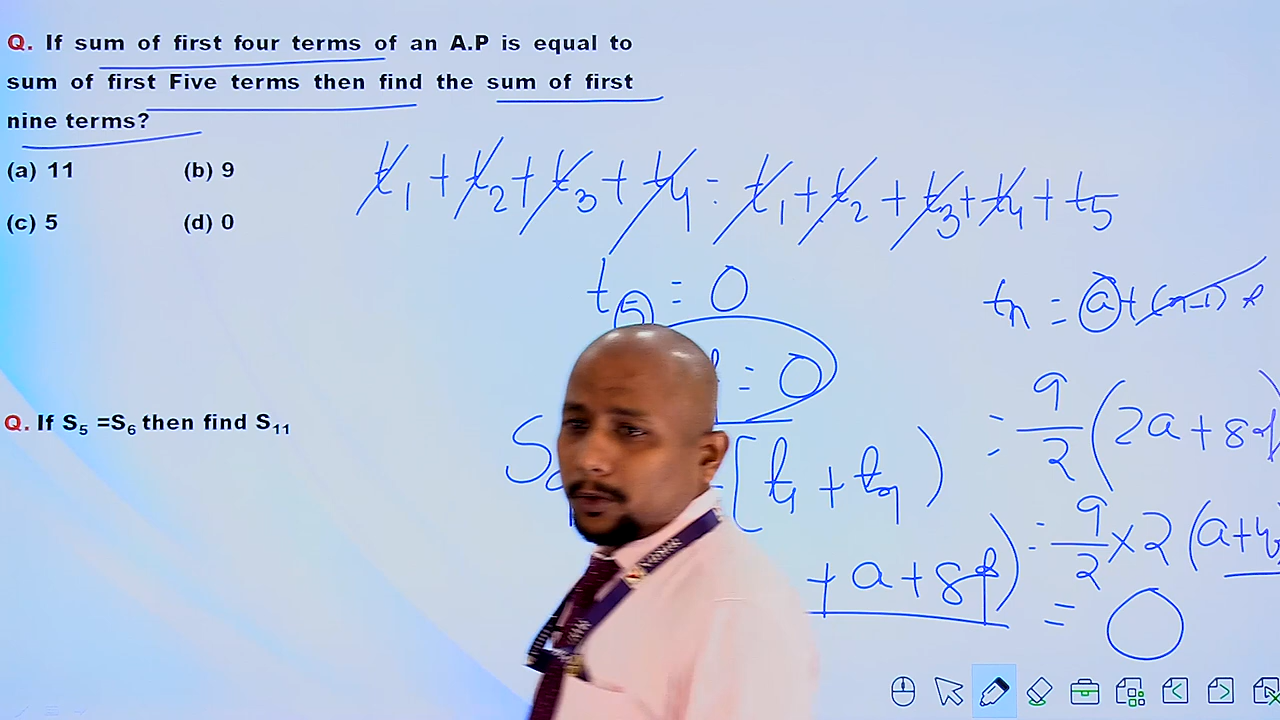 Q. If sum of first four terms of an A.P is equal to
sum of first Five terms then find the sum of first
nine terms?
(a) 11 (b) 9
(c) 5 (d) 0
t1 + t2 + t3 + t4 = t1 + t2 + t3 + t4 + t5
t5 = 0
tn = a + (n-1) d
= 0
= 9/2 (2a + 8d
[t1 + t9)
= 9/2 × 2 (a + 4
+ a + 8d)
= 0
Q. If S5 =S6 then find S11